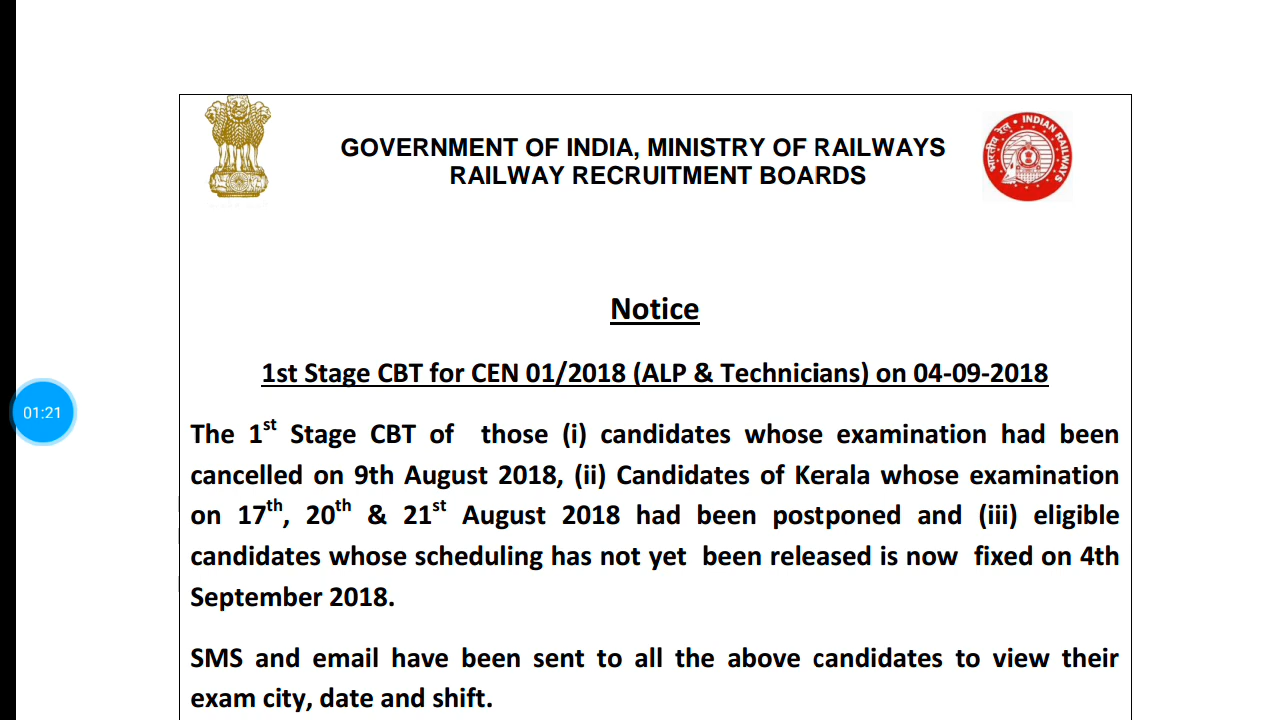 GOVERNMENT OF INDIA, MINISTRY OF RAILWAYS
RAILWAY RECRUITMENT BOARDS
भारतीय रेल • INDIAN RAILWAYS
Notice
1st Stage CBT for CEN 01/2018 (ALP & Technicians) on 04-09-2018
01:21
The 1st Stage CBT of those (i) candidates whose examination had been
cancelled on 9th August 2018, (ii) Candidates of Kerala whose examination
on 17th, 20th & 21st August 2018 had been postponed and (iii) eligible
candidates whose scheduling has not yet been released is now fixed on 4th
September 2018.
SMS and email have been sent to all the above candidates to view their
exam city, date and shift.